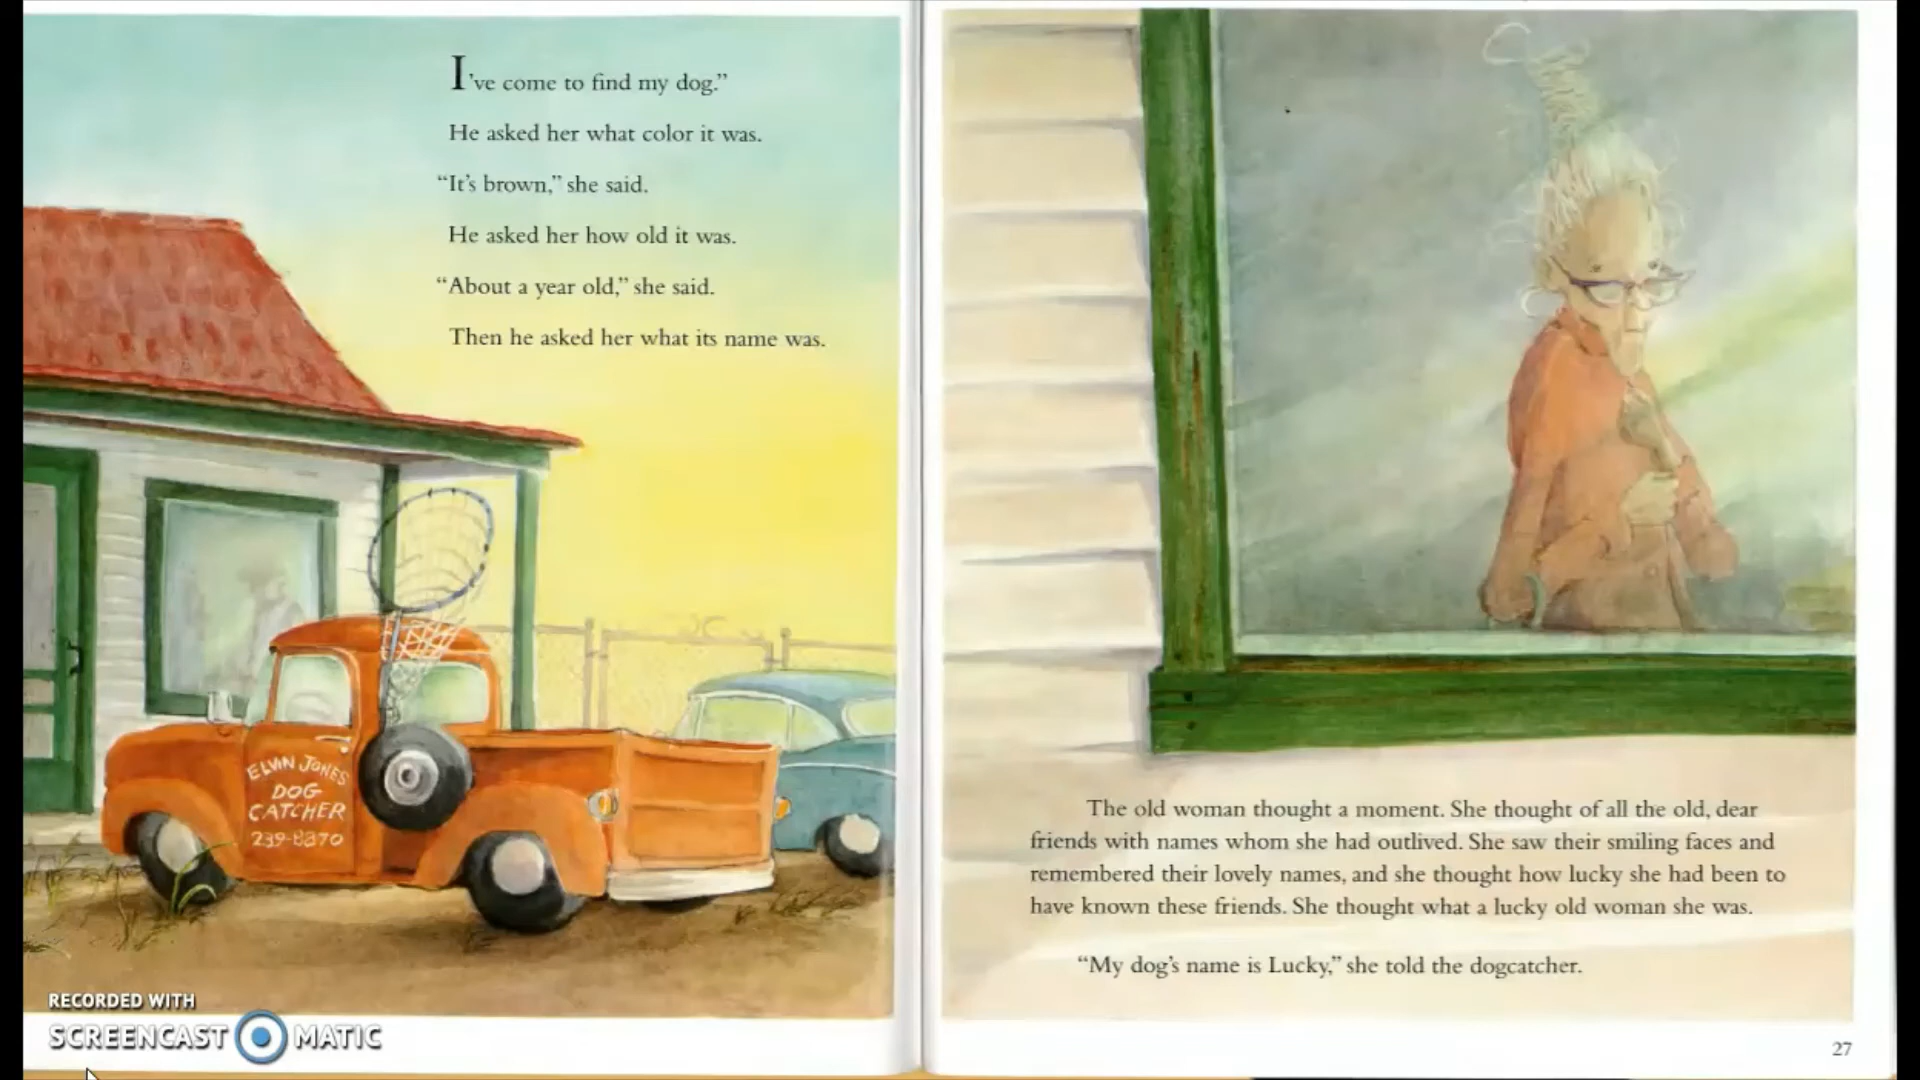 I've come to find my dog."
He asked her what color it was.
"It's brown," she said.
He asked her how old it was.
"About a year old," she said.
Then he asked her what its name was.
ELVIN JONES
DOG
CATCHER
239-8370
RECORDED WITH
SCREENCAST MATIC
The old woman thought a moment. She thought of all the old, dear
friends with names whom she had outlived. She saw their smiling faces and
remembered their lovely names, and she thought how lucky she had been to
have known these friends. She thought what a lucky old woman she was.
"My dog's name is Lucky," she told the dogcatcher.
27